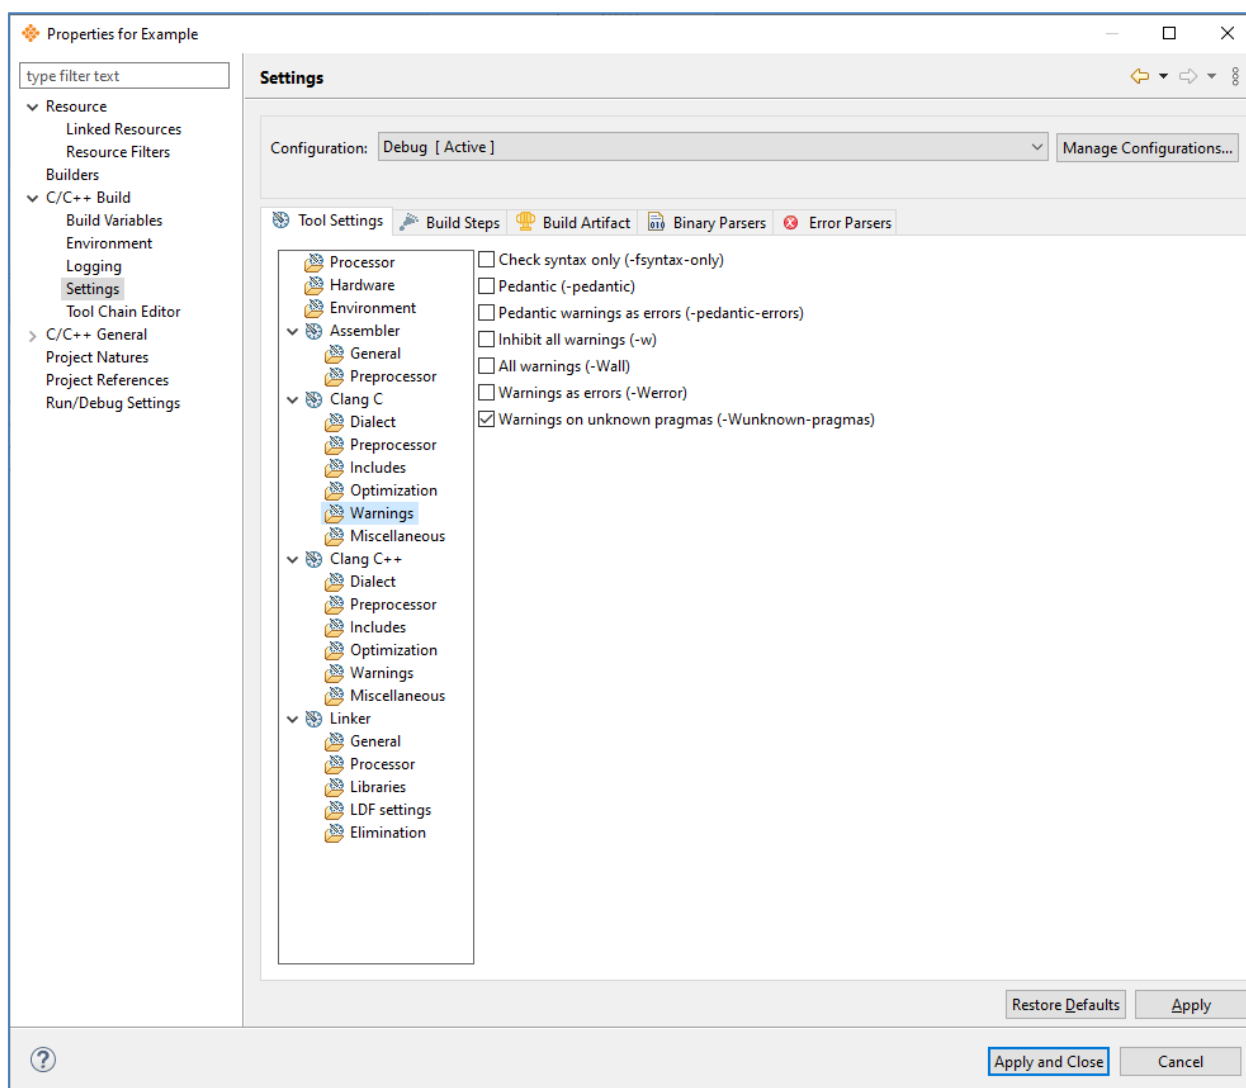 Properties for Example
type filter text
Resource
Linked Resources
Resource Filters
Builders
C/C++ Build
Build Variables
Environment
Logging
Settings
Tool Chain Editor
C/C++ General
Project Natures
Project References
Run/Debug Settings
Settings
Configuration: Debug [ Active ] Manage Configurations...
Tool Settings Build Steps Build Artifact Binary Parsers Error Parsers
Processor
Hardware
Environment
Assembler
General
Preprocessor
Clang C
Dialect
Preprocessor
Includes
Optimization
Warnings
Miscellaneous
Clang C++
Dialect
Preprocessor
Includes
Optimization
Warnings
Miscellaneous
Linker
General
Processor
Libraries
LDF settings
Elimination
Check syntax only (-fsyntax-only)
Pedantic (-pedantic)
Pedantic warnings as errors (-pedantic-errors)
Inhibit all warnings (-w)
All warnings (-Wall)
Warnings as errors (-Werror)
Warnings on unknown pragmas (-Wunknown-pragmas)
Restore Defaults Apply
Apply and Close Cancel